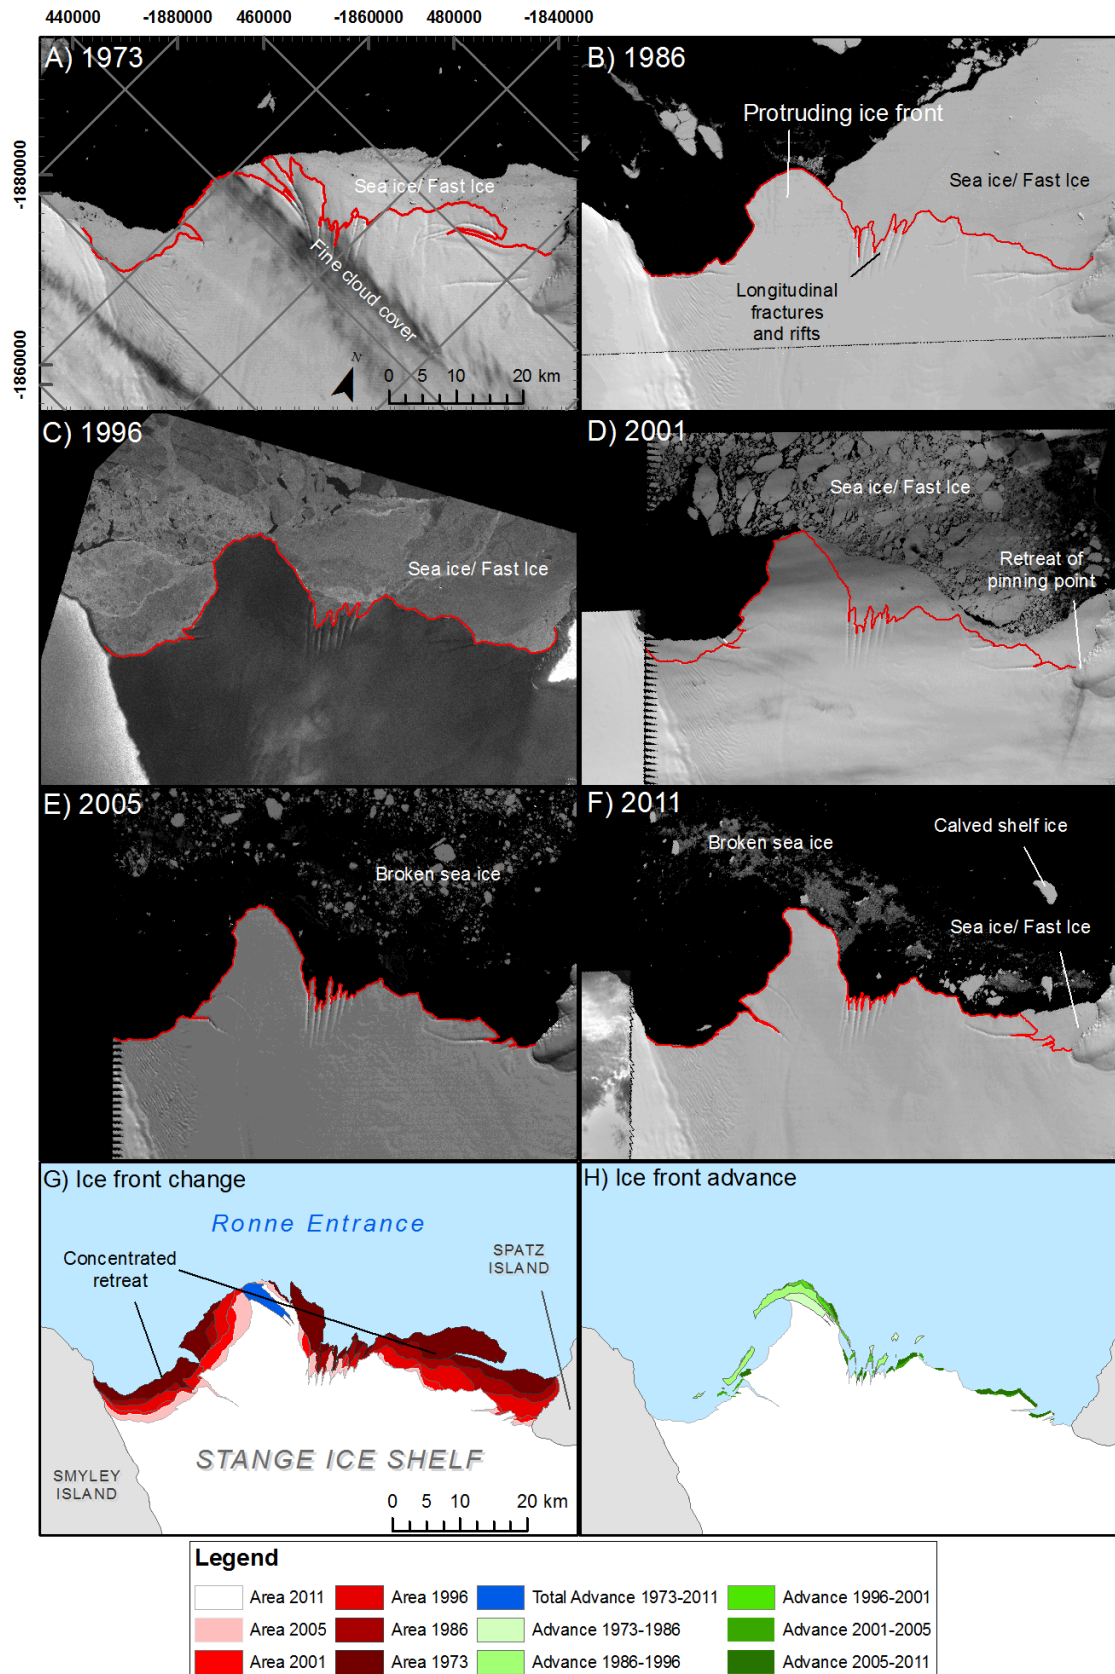 440000 -1880000 460000 -1860000 480000 -1840000
-1880000
-1860000
A) 1973
Sea ice/ Fast Ice
Fine cloud cover
N
0 5 10 20 km
B) 1986
Protruding ice front
Sea ice/ Fast Ice
Longitudinal
fractures
and rifts
C) 1996
Sea ice/ Fast Ice
D) 2001
Sea ice/ Fast Ice
Retreat of
pinning point
E) 2005
Broken sea ice
F) 2011
Broken sea ice
Calved shelf ice
Sea ice/ Fast Ice
G) Ice front change
Ronne Entrance
Concentrated
retreat
SPATZ
ISLAND
STANGE ICE SHELF
SMYLEY
ISLAND
0 5 10 20 km
H) Ice front advance
Legend
Area 2011 Area 1996 Total Advance 1973-2011 Advance 1996-2001
Area 2005 Area 1986 Advance 1973-1986 Advance 2001-2005
Area 2001 Area 1973 Advance 1986-1996 Advance 2005-2011